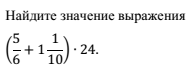 Найдите значение выражения
(5/6 + 1 1/10) · 24.